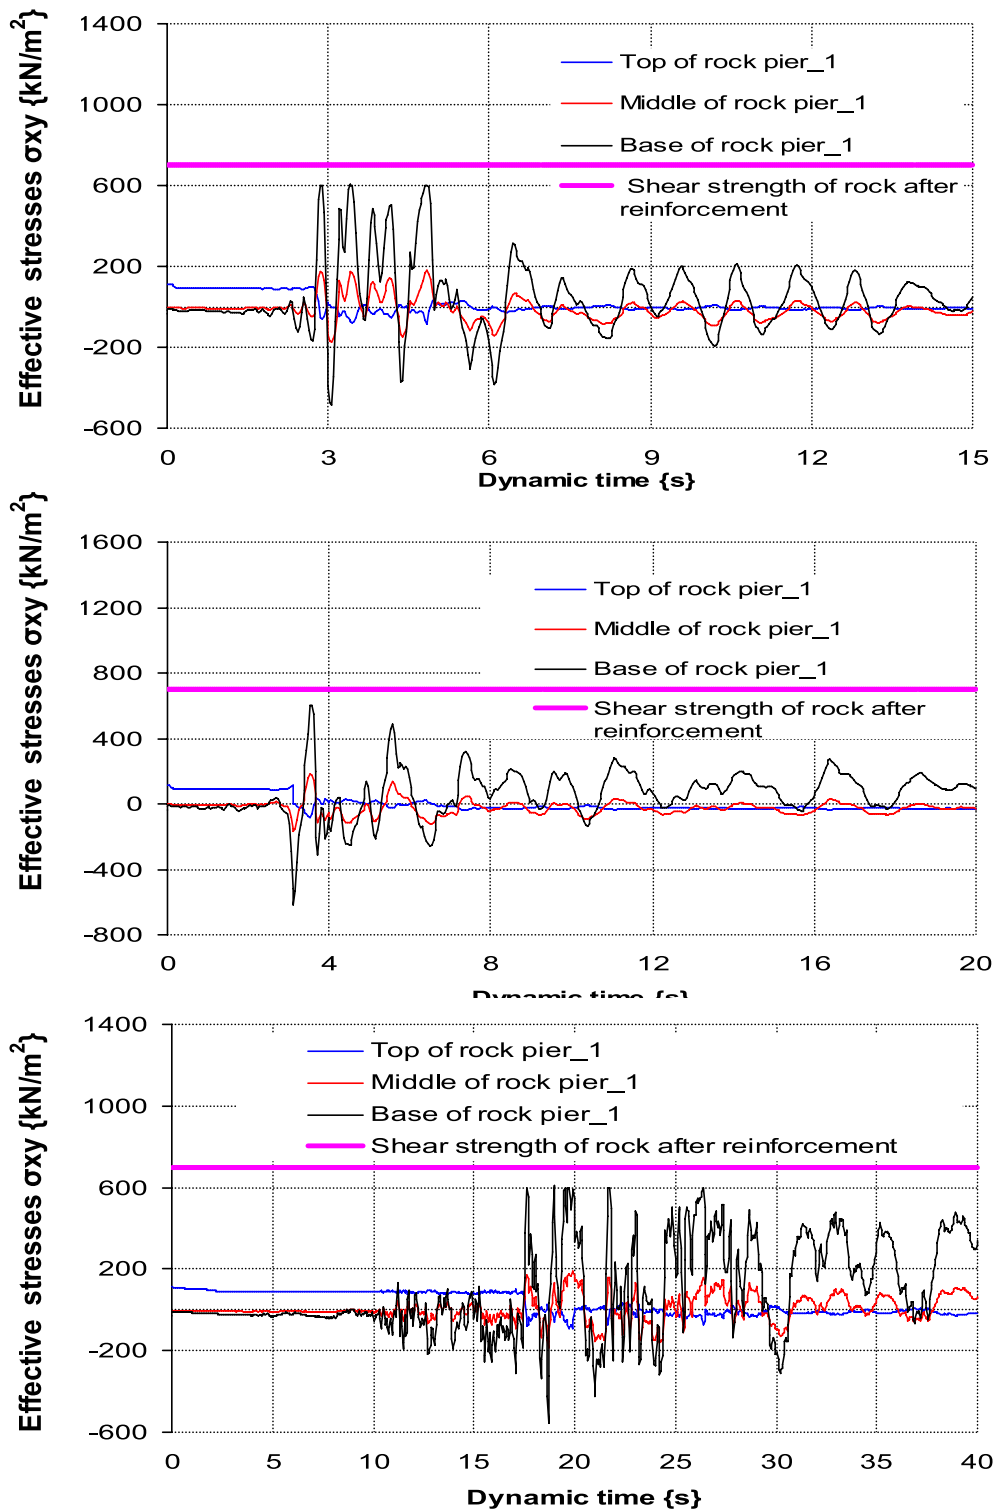 Effective stresses σxy {kN/m²}
1400
1000
600
200
-200
-600
Top of rock pier_1
Middle of rock pier_1
Base of rock pier_1
Shear strength of rock after
reinforcement
0 3 6 9 12 15
Dynamic time {s}
Effective stresses σxy {kN/m²}
1600
1200
800
400
0
-400
-800
Top of rock pier_1
Middle of rock pier_1
Base of rock pier_1
Shear strength of rock after
reinforcement
0 4 8 12 16 20
Dynamic time {s}
Effective stresses σxy {kN/m²}
1400
1000
600
200
-200
-600
Top of rock pier_1
Middle of rock pier_1
Base of rock pier_1
Shear strength of rock after reinforcement
0 5 10 15 20 25 30 35 40
Dynamic time {s}